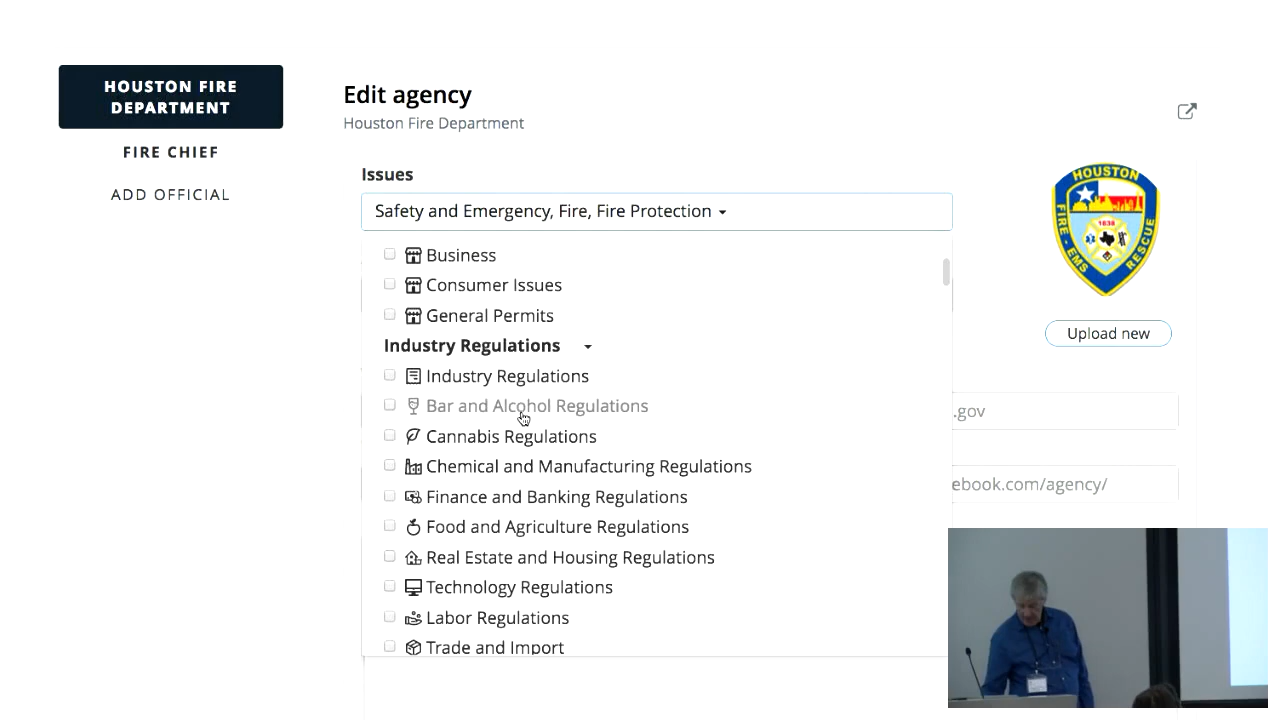 HOUSTON FIRE
DEPARTMENT
FIRE CHIEF
ADD OFFICIAL
Edit agency
Houston Fire Department
Issues
Safety and Emergency, Fire, Fire Protection
Business
Consumer Issues
General Permits
Industry Regulations
Industry Regulations
Bar and Alcohol Regulations
Cannabis Regulations
Chemical and Manufacturing Regulations
Finance and Banking Regulations
Food and Agriculture Regulations
Real Estate and Housing Regulations
Technology Regulations
Labor Regulations
Trade and Import
HOUSTON
FIRE - EMS
RESCUE
1838
Upload new
.gov
ebook.com/agency/